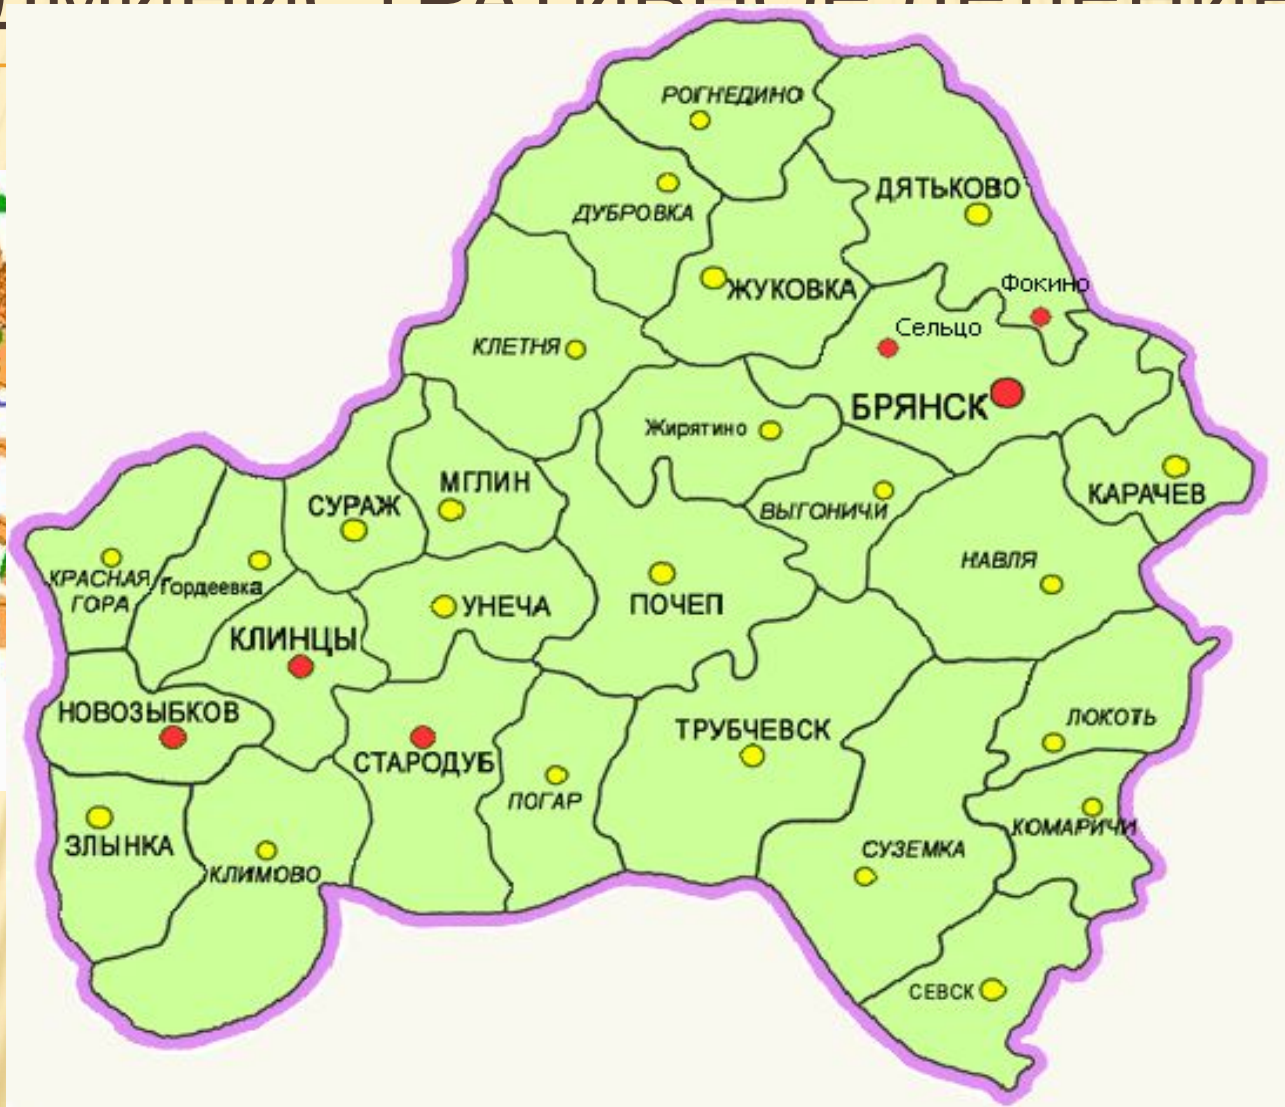 РОГНЕДИНО
ДЯТЬКОВО
ДУБРОВКА
Фокино
ЖУКОВКА
Сельцо
КЛЕТНЯ
БРЯНСК
Жирятино
МГЛИН
КАРАЧЕВ
СУРАЖ
ВЫГОНИЧИ
НАВЛЯ
КРАСНАЯ
ГОРА
Гордеевка
УНЕЧА
ПОЧЕП
КЛИНЦЫ
НОВОЗЫБКОВ
ЛОКОТЬ
ТРУБЧЕВСК
СТАРОДУБ
ПОГАР
КОМАРИЧИ
ЗЛЫНКА
СУЗЕМКА
КЛИМОВО
СЕВСК